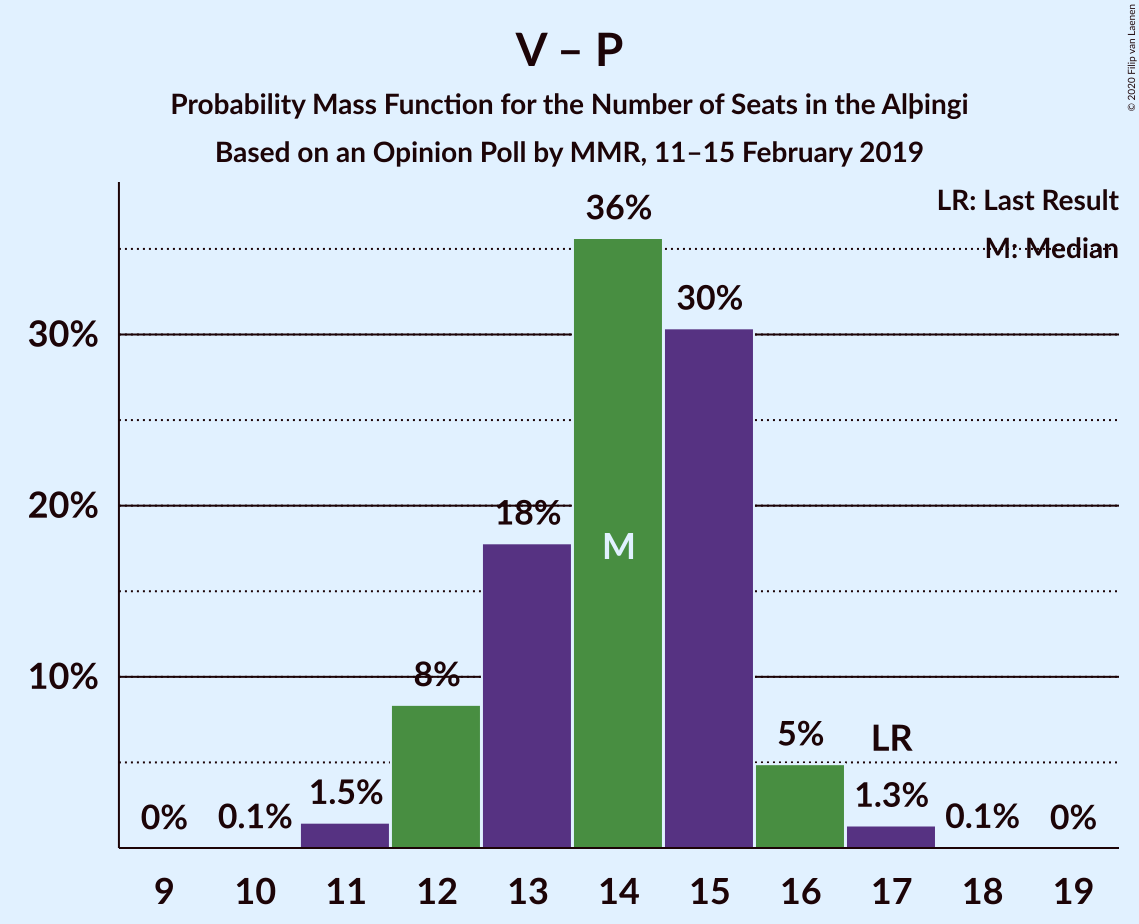 V – P
Probability Mass Function for the Number of Seats in the Alþingi
Based on an Opinion Poll by MMR, 11–15 February 2019
© 2020 Filip van Laenen
LR: Last Result
M: Median
36%
30%
30%
18%
20%
M
8%
10%
5%
LR
1.5%
1.3%
0%
0.1%
0.1%
0%
9 10 11 12 13 14 15 16 17 18 19